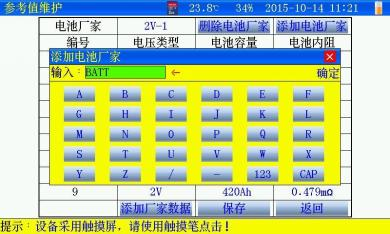 参考值维护 23.8℃ 34% 2015-10-14 11:21
电池厂家 2V-1 删除电池厂家 添加电池厂家
编号 电压类型 电池容量 电池内阻
添加电池厂家
输入: BATT ← 确定
A B C D E F
G H I J K L
M N O P Q R
S T U V W X
Y Z / — 123 CAP
9 2V 420Ah 0.479mΩ
添加厂家数据 保存 返回
提示: 设备采用触摸屏,请使用触摸笔点击!